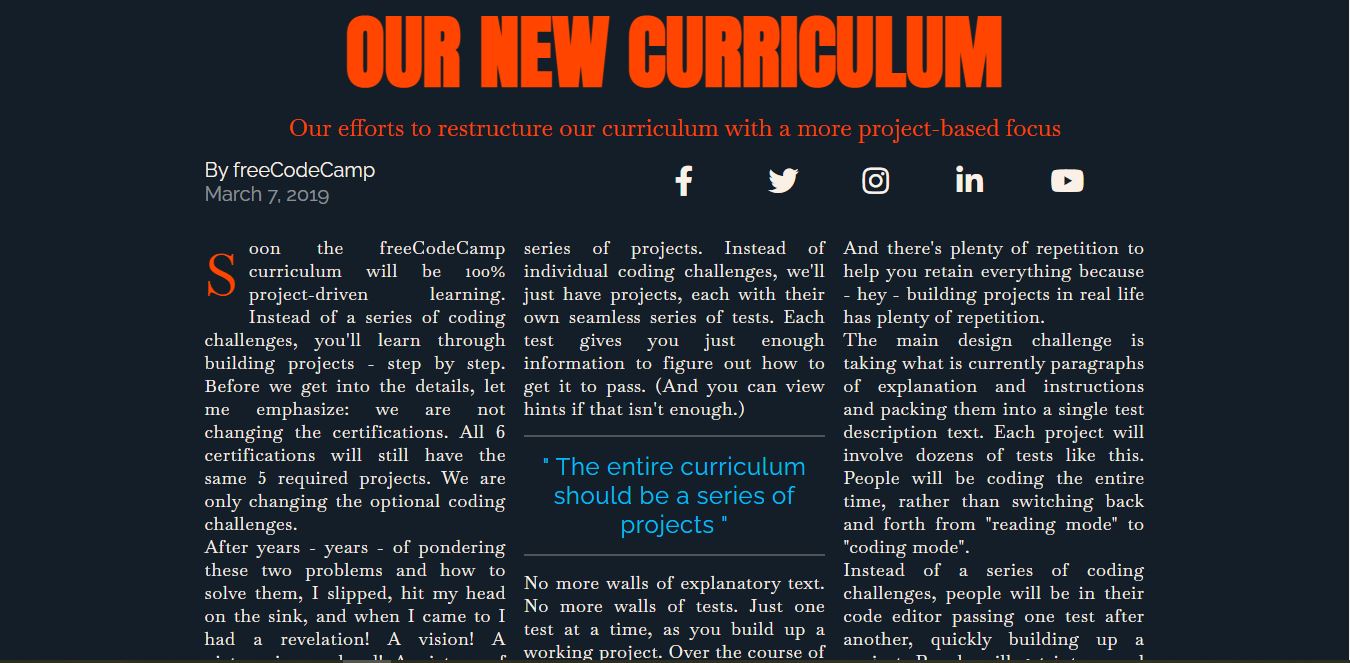 OUR NEW CURRICULUM
Our efforts to restructure our curriculum with a more project-based focus
By freeCodeCamp
March 7, 2019
Soon the freeCodeCamp
curriculum will be 100%
project-driven learning.
Instead of a series of coding
challenges, you'll learn through
building projects - step by step.
Before we get into the details, let
me emphasize: we are not
changing the certifications. All 6
certifications will still have the
same 5 required projects. We are
only changing the optional coding
challenges.
After years - years - of pondering
these two problems and how to
solve them, I slipped, hit my head
on the sink, and when I came to I
had a revelation! A vision! A
series of projects. Instead of
individual coding challenges, we'll
just have projects, each with their
own seamless series of tests. Each
test gives you just enough
information to figure out how to
get it to pass. (And you can view
hints if that isn't enough.)
" The entire curriculum
should be a series of
projects "
No more walls of explanatory text.
No more walls of tests. Just one
test at a time, as you build up a
working project. Over the course of
And there's plenty of repetition to
help you retain everything because
- hey - building projects in real life
has plenty of repetition.
The main design challenge is
taking what is currently paragraphs
of explanation and instructions
and packing them into a single test
description text. Each project will
involve dozens of tests like this.
People will be coding the entire
time, rather than switching back
and forth from "reading mode" to
"coding mode".
Instead of a series of coding
challenges, people will be in their
code editor passing one test after
another, quickly building up a